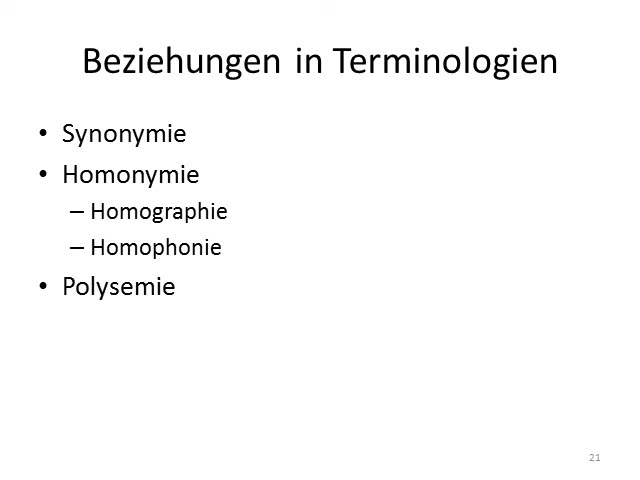 Beziehungen in Terminologien
• Synonymie
• Homonymie
– Homographie
– Homophonie
• Polysemie
21